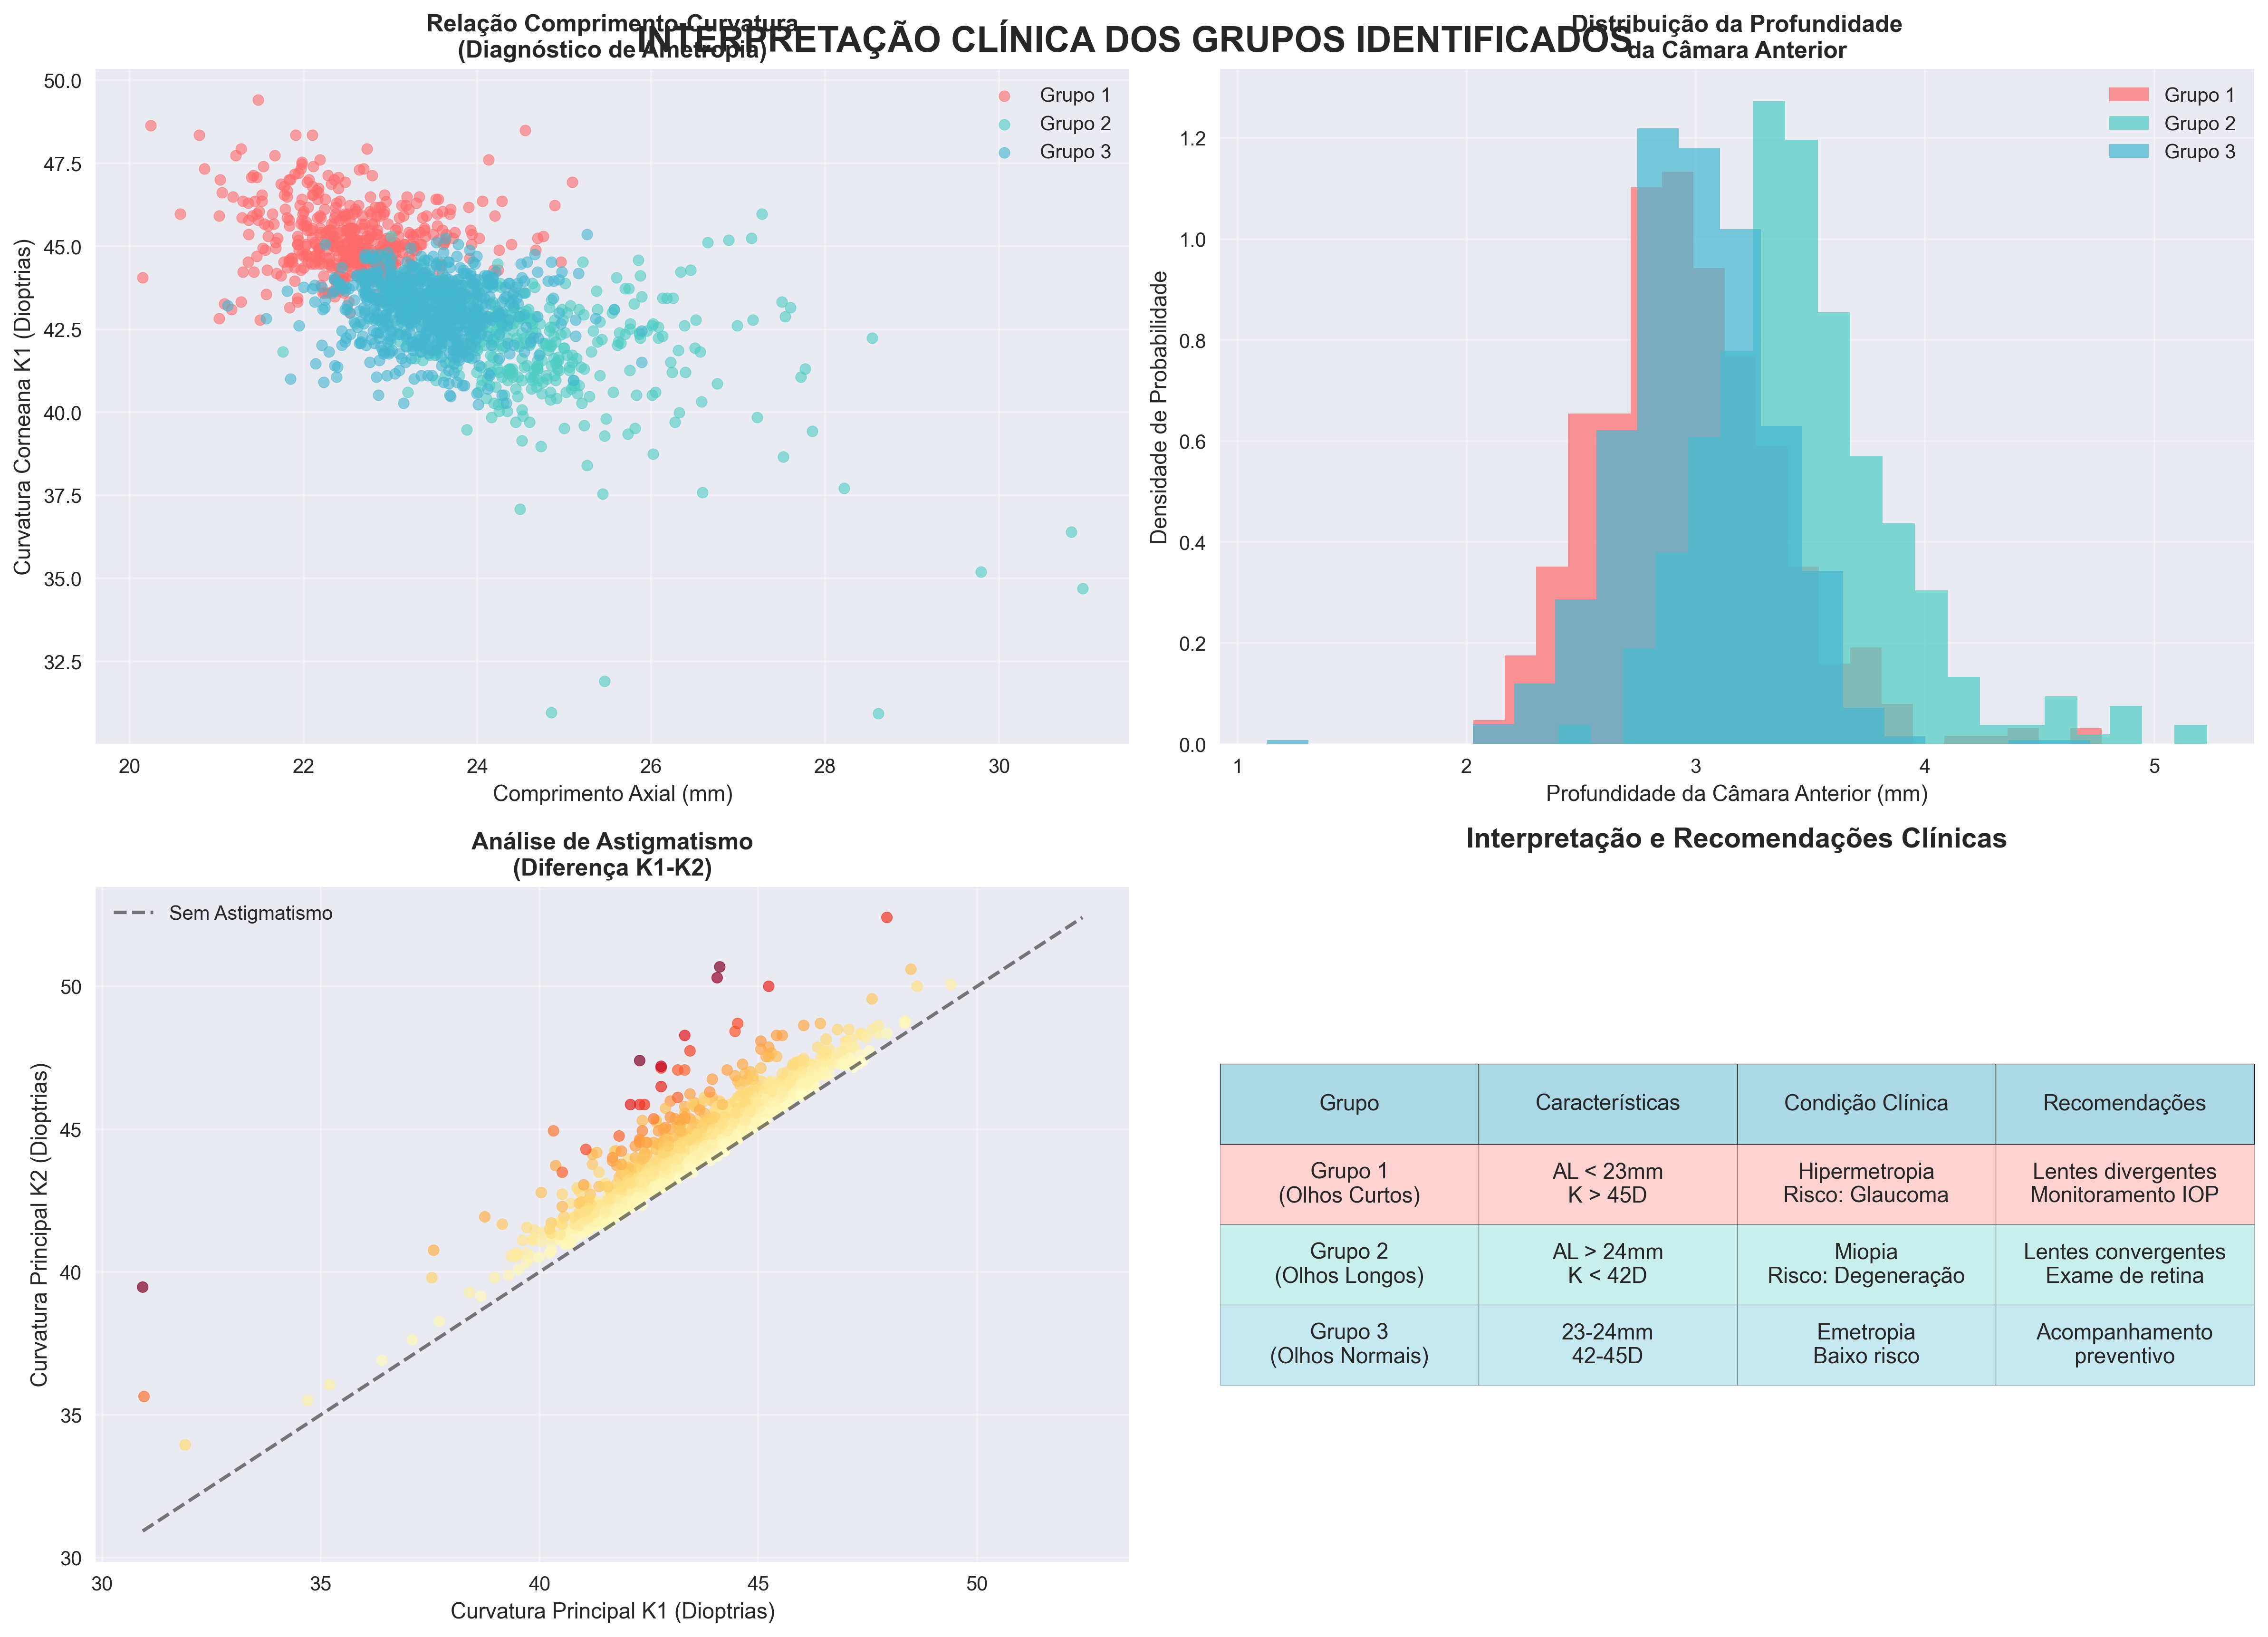 INTERPRETAÇÃO CLÍNICA DOS GRUPOS IDENTIFICADOS
Relação Comprimento-Curvatura
(Diagnóstico de Ametropia)
50.0
47.5
45.0
42.5
40.0
37.5
35.0
32.5
Curvatura Corneana K1 (Dioptrias)
Grupo 1
Grupo 2
Grupo 3
20
22
24
26
28
30
Comprimento Axial (mm)
Distribuição da Profundidade
da Câmara Anterior
1.2
1.0
0.8
0.6
0.4
0.2
0.0
Densidade de Probabilidade
Grupo 1
Grupo 2
Grupo 3
1
2
3
4
5
Profundidade da Câmara Anterior (mm)
Análise de Astigmatismo
(Diferença K1-K2)
Sem Astigmatismo
50
45
40
35
30
Curvatura Principal K2 (Dioptrias)
30
35
40
45
50
Curvatura Principal K1 (Dioptrias)
Interpretação e Recomendações Clínicas
Grupo
Características
Condição Clínica
Recomendações
Grupo 1
(Olhos Curtos)
AL < 23mm
K > 45D
Hipermetropia
Risco: Glaucoma
Lentes divergentes
Monitoramento IOP
Grupo 2
(Olhos Longos)
AL > 24mm
K < 42D
Miopia
Risco: Degeneração
Lentes convergentes
Exame de retina
Grupo 3
(Olhos Normais)
23-24mm
42-45D
Emetropia
Baixo risco
Acompanhamento
preventivo